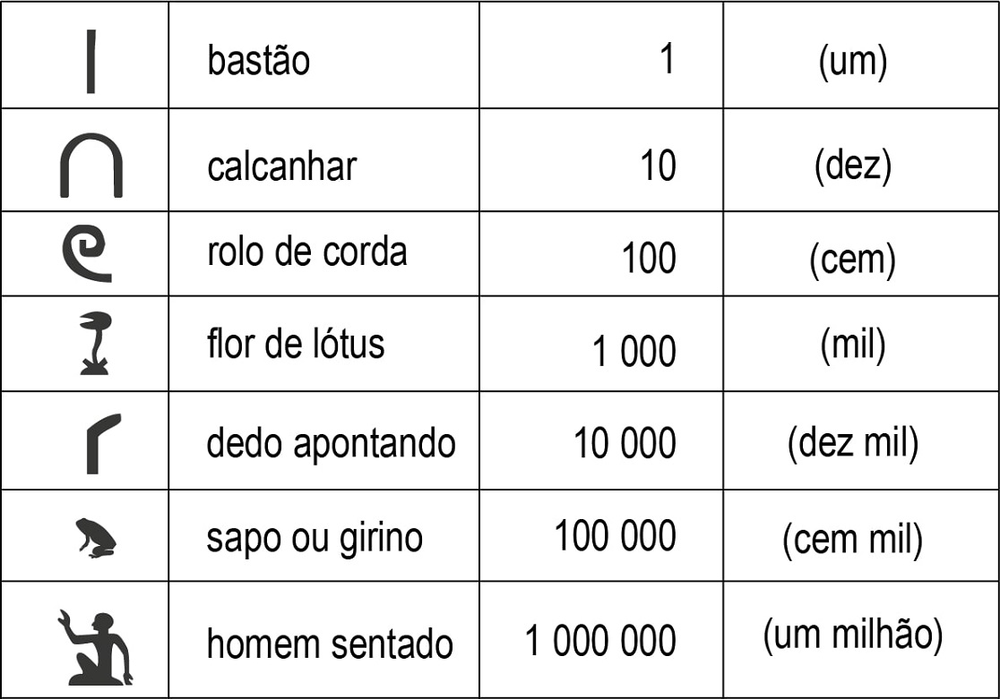 bastão 1 (um)
calcanhar 10 (dez)
rolo de corda 100 (cem)
flor de lótus 1 000 (mil)
dedo apontando 10 000 (dez mil)
sapo ou girino 100 000 (cem mil)
homem sentado 1 000 000 (um milhão)